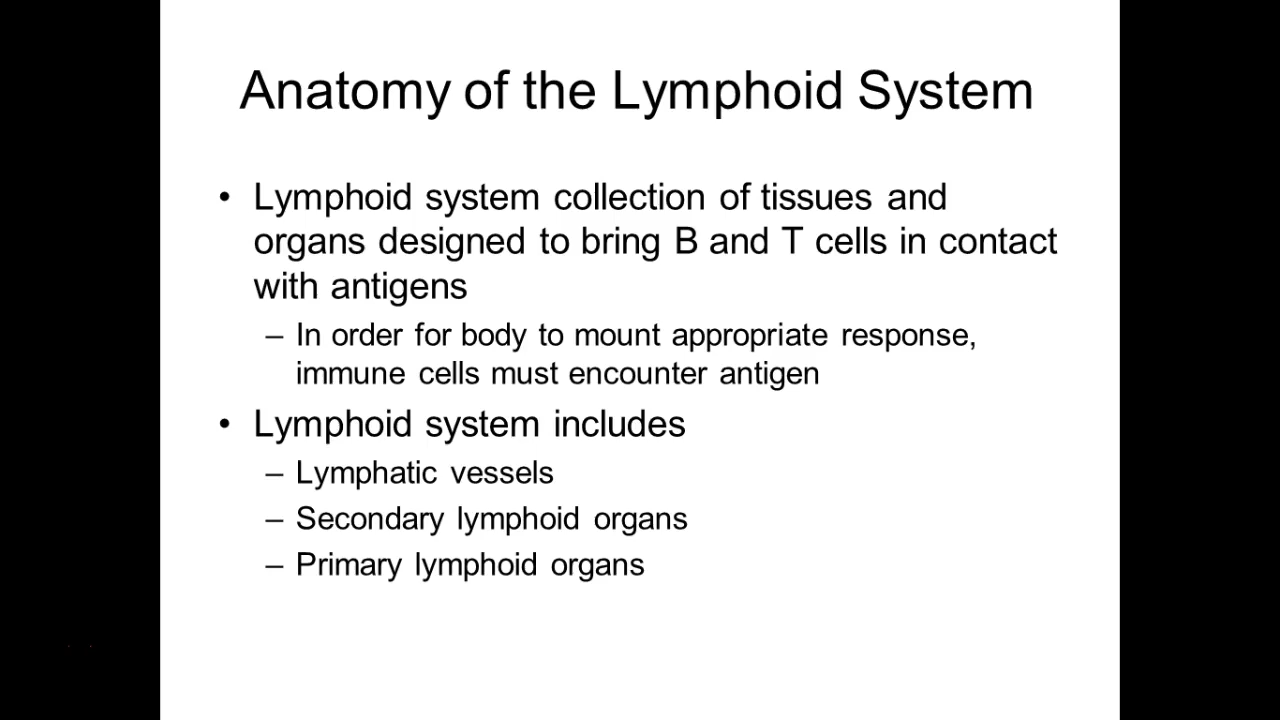 Anatomy of the Lymphoid System
• Lymphoid system collection of tissues and
organs designed to bring B and T cells in contact
with antigens
– In order for body to mount appropriate response,
immune cells must encounter antigen
• Lymphoid system includes
– Lymphatic vessels
– Secondary lymphoid organs
– Primary lymphoid organs